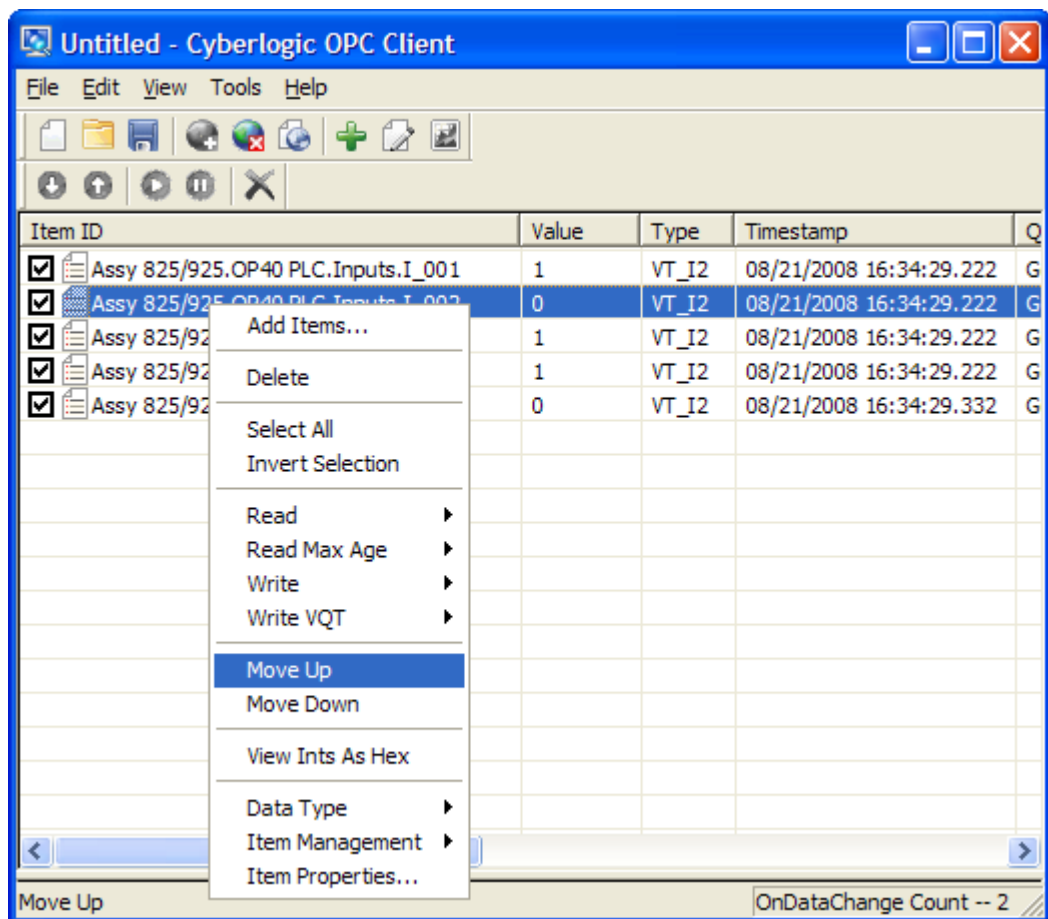 Untitled - Cyberlogic OPC Client
File Edit View Tools Help
Item ID Value Type Timestamp Q
Assy 825/925.OP40 PLC.Inputs.I_001 1 VT_I2 08/21/2008 16:34:29.222 G
Assy 825/925.OP40 PLC.Inputs.I_002 0 VT_I2 08/21/2008 16:34:29.222 G
Assy 825/92 1 VT_I2 08/21/2008 16:34:29.222 G
Assy 825/92 1 VT_I2 08/21/2008 16:34:29.222 G
Assy 825/92 0 VT_I2 08/21/2008 16:34:29.332 G
Add Items...
Delete
Select All
Invert Selection
Read
Read Max Age
Write
Write VQT
Move Up
Move Down
View Ints As Hex
Data Type
Item Management
Item Properties...
Move Up OnDataChange Count -- 2